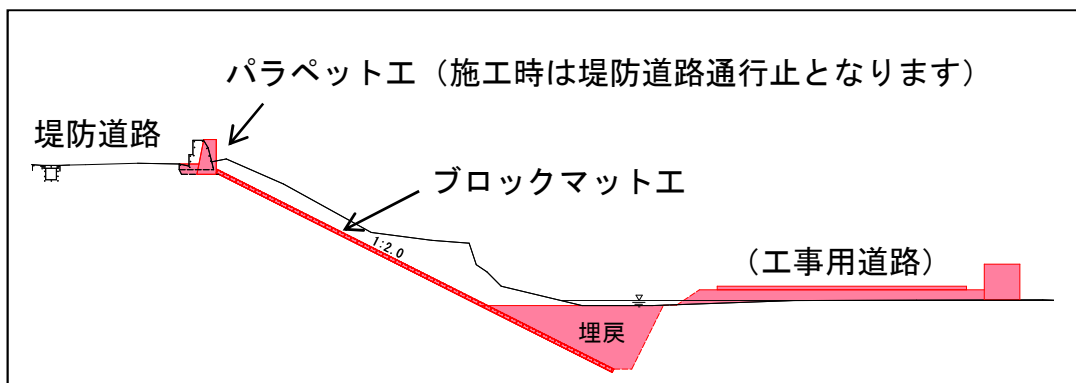 パラペット工（施工時は堤防道路通行止となります）
堤防道路
ブロックマット工
1:2.0
（工事用道路）
埋戻